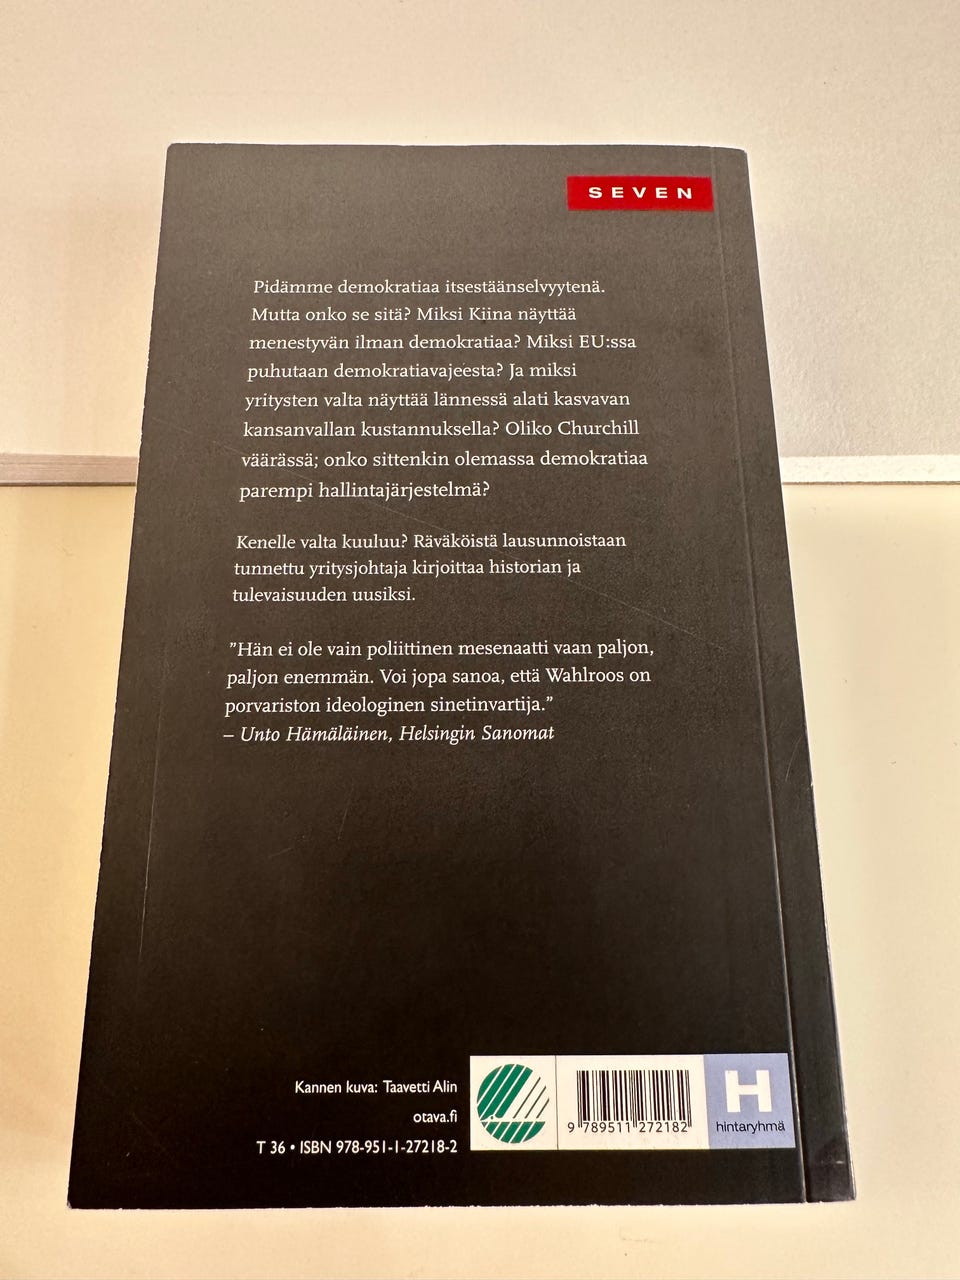 SEVEN
Pidämme demokratiaa itsestäänselvyytenä.
Mutta onko se sitä? Miksi Kiina näyttää
menestyvän ilman demokratiaa? Miksi EU:ssa
puhutaan demokratiavajeesta? Ja miksi
yritysten valta näyttää lännessä alati kasvavan
kansanvallan kustannuksella? Oliko Churchill
väärässä; onko sittenkin olemassa demokratiaa
parempi hallintajärjestelmä?
Kenelle valta kuuluu? Räväköistä lausunnoistaan
tunnettu yritysjohtaja kirjoittaa historian ja
tulevaisuuden uusiksi.
”Hän ei ole vain poliittinen mesenaatti vaan paljon,
paljon enemmän. Voi jopa sanoa, että Wahlroos on
porvariston ideologinen sinetinvartija.”
– Unto Hämäläinen, Helsingin Sanomat
Kannen kuva: Taavetti Alin
otava.fi
T 36 • ISBN 978-951-1-27218-2
9 789511 272182
H
hintaryhmä